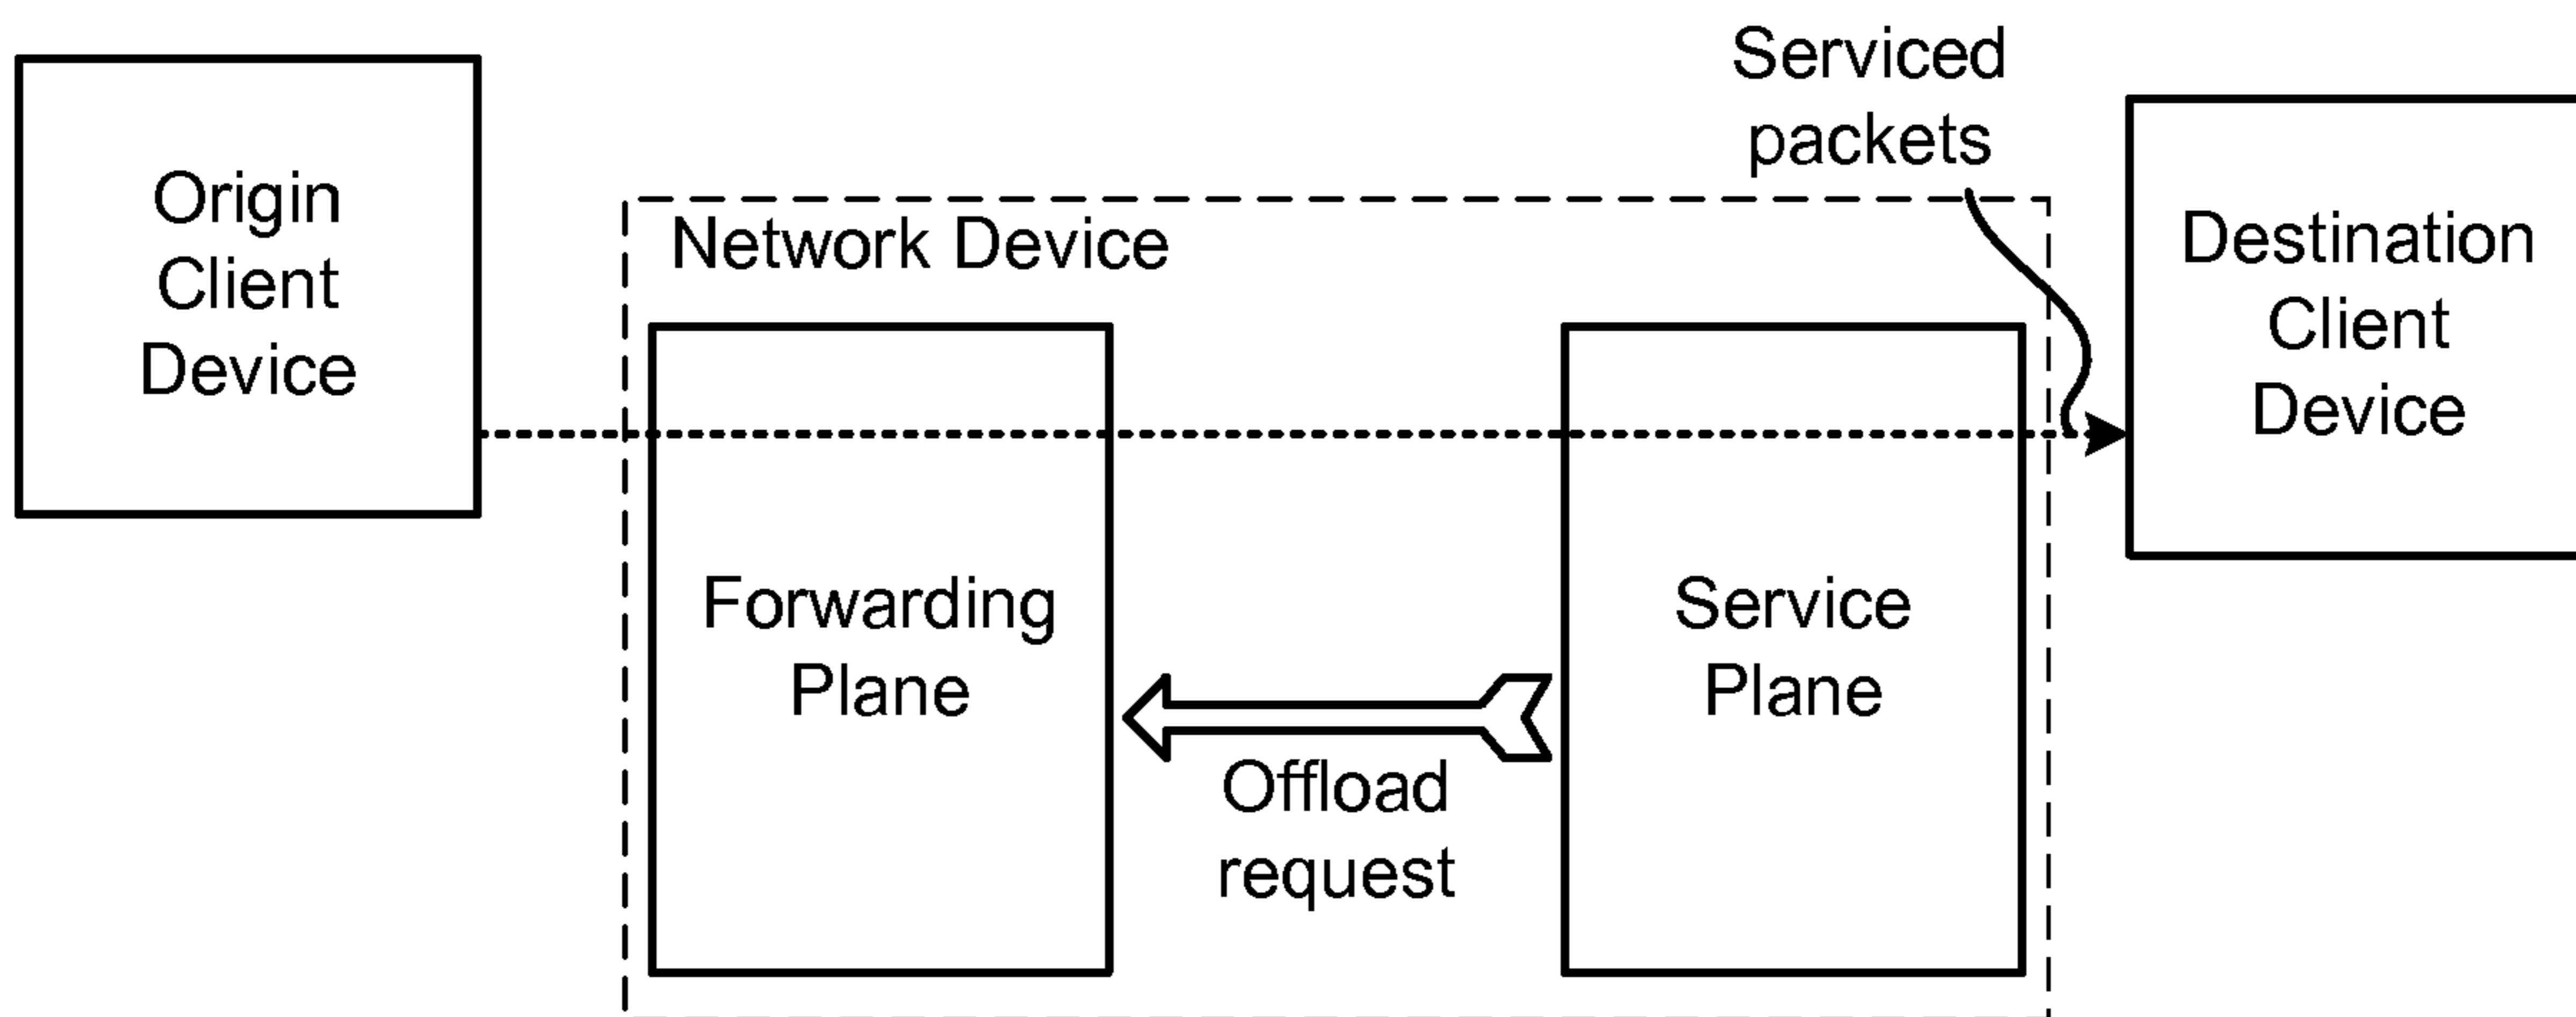 Serviced
packets
Origin
Client
Device
Network Device
Destination
Client
Device
Forwarding
Plane
Service
Plane
Offload
request